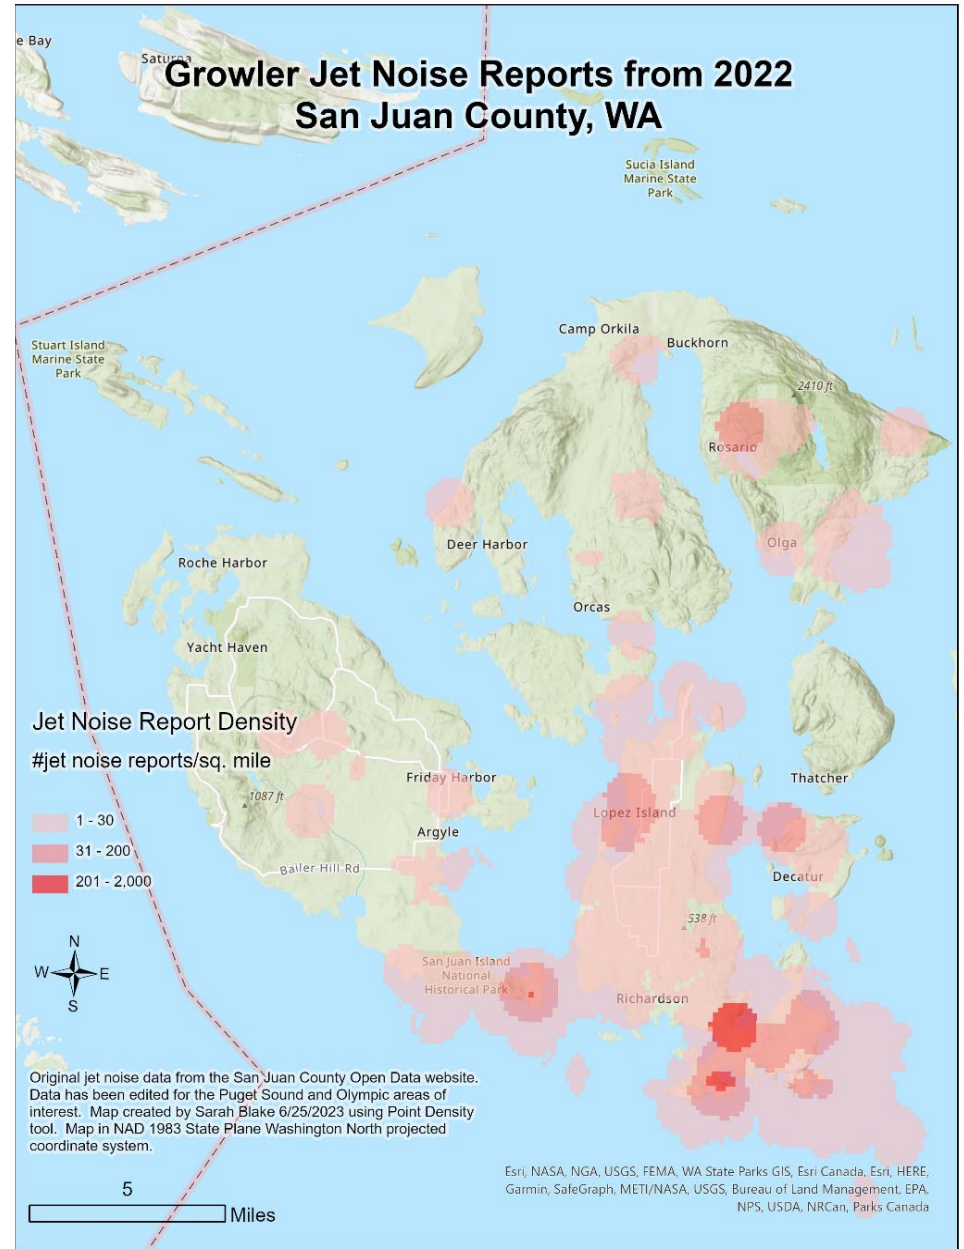 e Bay
Saturna
Growler Jet Noise Reports from 2022
San Juan County, WA
Sucia Island
Marine State
Park
Camp Orkila
Buckhorn
Stuart Island
Marine State
Park
2410 ft
Rosario
Deer Harbor
Olga
Roche Harbor
Orcas
Yacht Haven
Jet Noise Report Density
#jet noise reports/sq. mile
Friday Harbor
Thatcher
1087 ft
Lopez Island
1 - 30
31 - 200
201 - 2,000
Argyle
Bailer Hill Rd
Decatur
538 ft
N
W
E
S
San Juan Island
National
Historical Park
Richardson
Original jet noise data from the San Juan County Open Data website.
Data has been edited for the Puget Sound and Olympic areas of
interest. Map created by Sarah Blake 6/25/2023 using Point Density
tool. Map in NAD 1983 State Plane Washington North projected
coordinate system.
Esri, NASA, NGA, USGS, FEMA, WA State Parks GIS, Esri Canada, Esri, HERE,
Garmin, SafeGraph, METI/NASA, USGS, Bureau of Land Management, EPA,
NPS, USDA, NRCan, Parks Canada
5
Miles